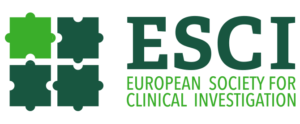 ESCI
EUROPEAN SOCIETY FOR
CLINICAL INVESTIGATION